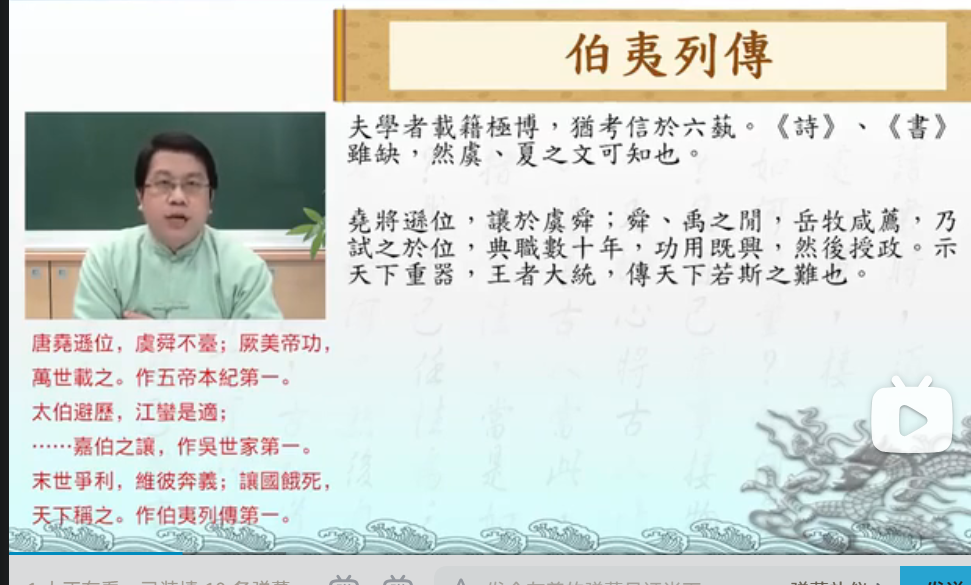 伯夷列傳
夫學者載籍極博，猶考信於六蓺。《詩》、《書》
雖缺，然虞、夏之文可知也。
堯將遜位，讓於虞舜；舜、禹之閒，岳牧咸薦，乃
試之於位，典職數十年，功用既興，然後授政。示
天下重器，王者大統，傳天下若斯之難也。
唐堯遜位，虞舜不臺；厥美帝功，
萬世載之。作五帝本紀第一。
太伯避歷，江蠻是適；
……嘉伯之讓，作吳世家第一。
末世爭利，維彼奔義；讓國餓死，
天下稱之。作伯夷列傳第一。